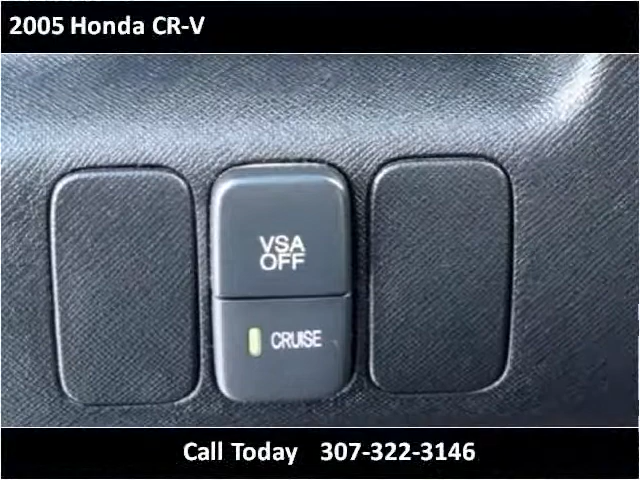 2005 Honda CR-V
VSA
OFF
CRUISE
Call Today 307-322-3146